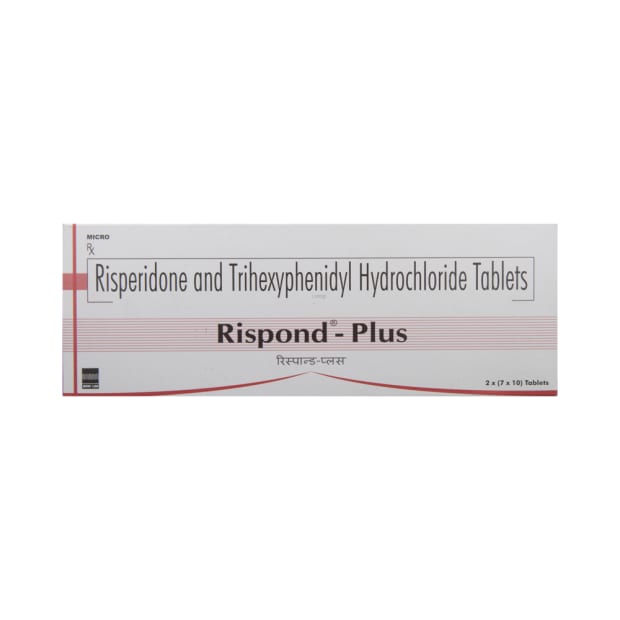 MICRO
Rx
Risperidone and Trihexyphenidyl Hydrochloride Tablets
Rispond®- Plus
रिस्पान्ड-प्लस
2 x (7 x 10) Tablets